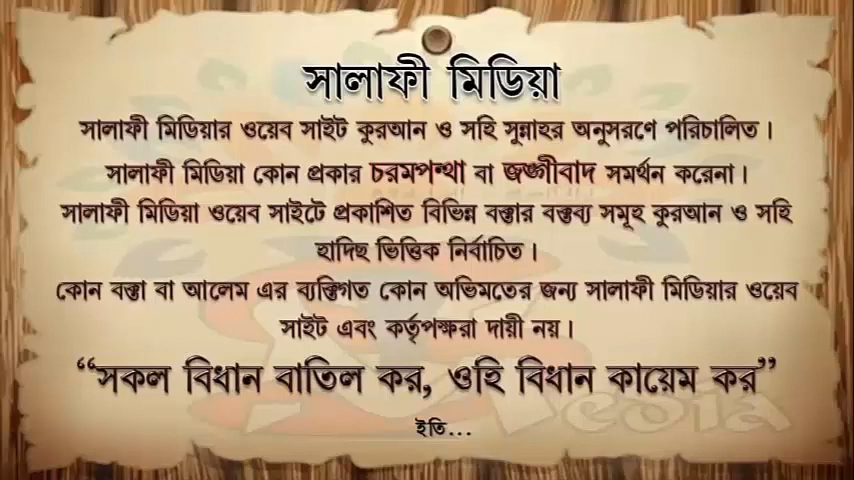 সালাফী মিডিয়া
সালাফী মিডিয়ার ওয়েব সাইট কুরআন ও সহি সুন্নাহর অনুসরণে পরিচালিত।
সালাফী মিডিয়া কোন প্রকার চরমপন্থা বা জঙ্গীবাদ সমর্থন করেনা।
সালাফী মিডিয়া ওয়েব সাইটে প্রকাশিত বিভিন্ন বক্তার বক্তব্য সমূহ কুরআন ও সহি
হাদিছ ভিত্তিক নির্বাচিত।
কোন বক্তা বা আলেম এর ব্যক্তিগত কোন অভিমতের জন্য সালাফী মিডিয়ার ওয়েব
সাইট এবং কর্তৃপক্ষরা দায়ী নয়।
“সকল বিধান বাতিল কর, ওহি বিধান কায়েম কর”
ইতি...